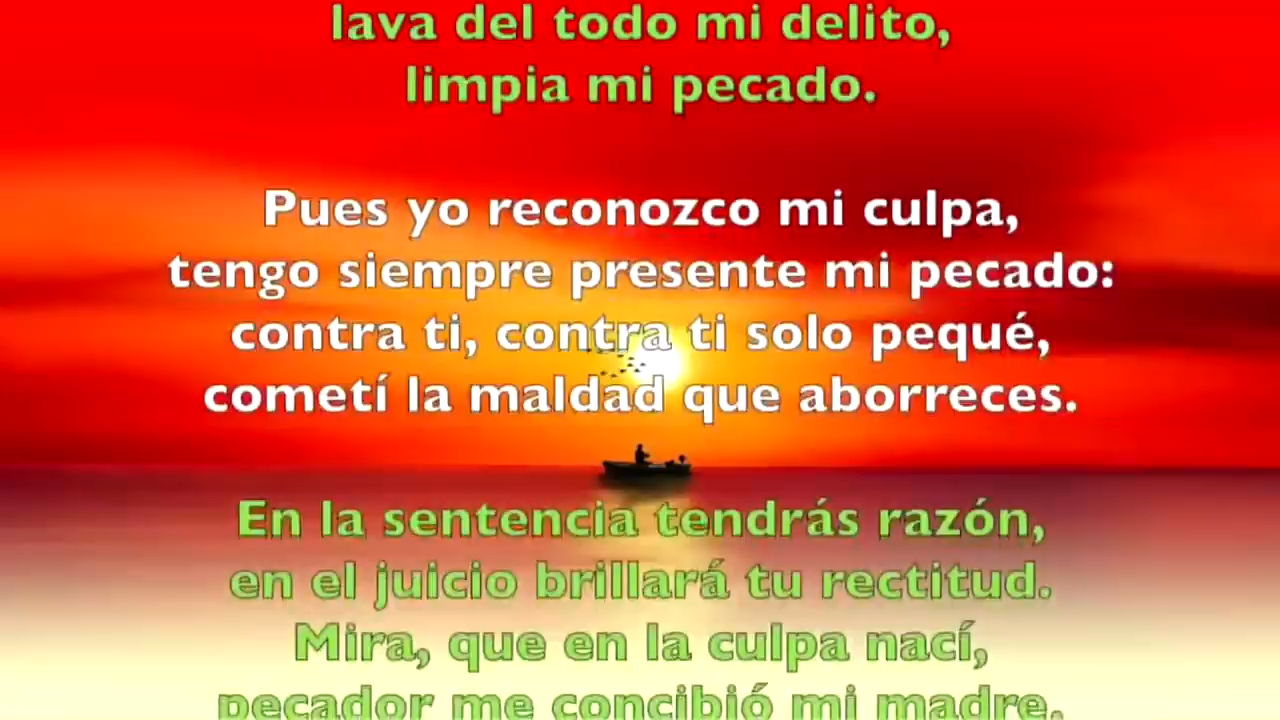 lava del todo mi delito,
limpia mi pecado.
Pues yo reconozco mi culpa,
tengo siempre presente mi pecado:
contra ti, contra ti solo pequé,
cometí la maldad que aborreces.
En la sentencia tendrás razón,
en el juicio brillará tu rectitud.
Mira, que en la culpa nací,
pecador me concibió mi madre.